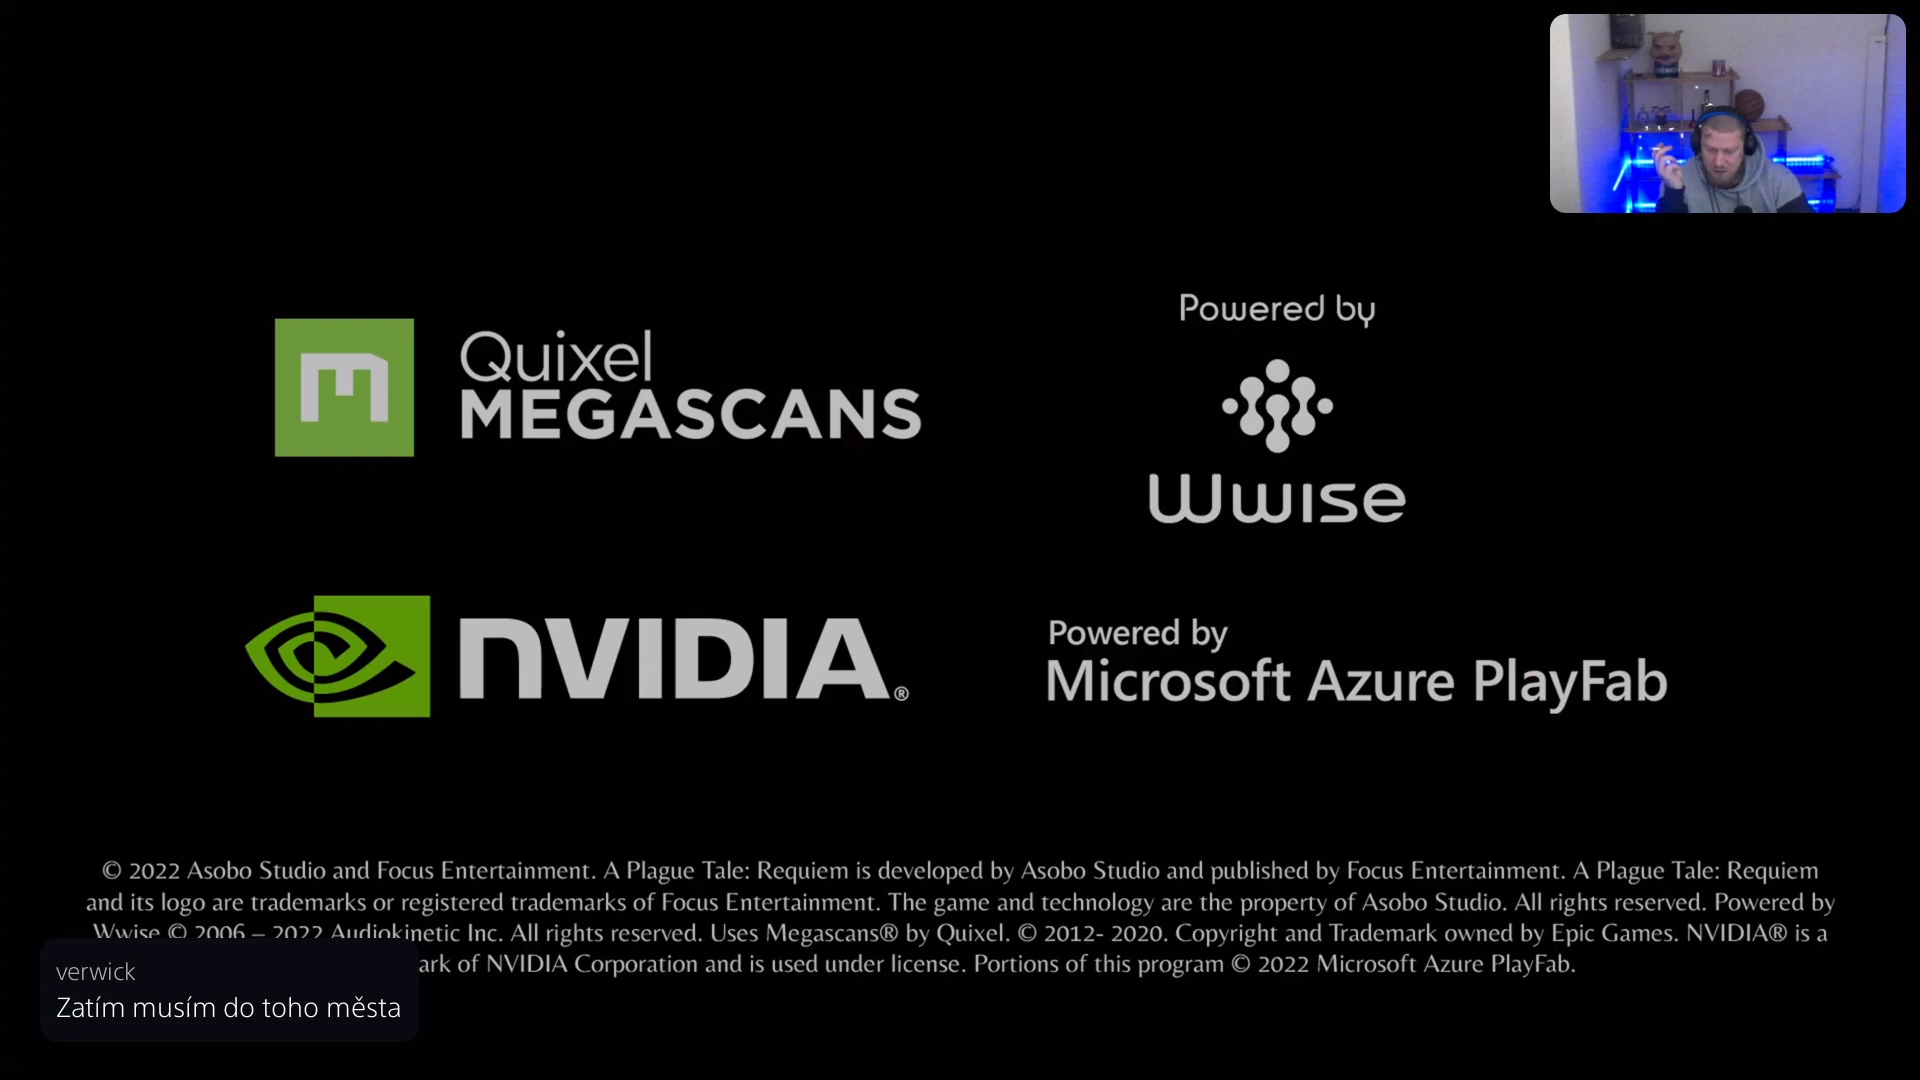 Quixel
MEGASCANS
Powered by
Wwise
NVIDIA®
Powered by
Microsoft Azure PlayFab
© 2022 Asobo Studio and Focus Entertainment. A Plague Tale: Requiem is developed by Asobo Studio and published by Focus Entertainment. A Plague Tale: Requiem
and its logo are trademarks or registered trademarks of Focus Entertainment. The game and technology are the property of Asobo Studio. All rights reserved. Powered by
Wwise © 2006 – 2022 Audiokinetic Inc. All rights reserved. Uses Megascans® by Quixel. © 2012- 2020. Copyright and Trademark owned by Epic Games. NVIDIA® is a
ark of NVIDIA Corporation and is used under license. Portions of this program © 2022 Microsoft Azure PlayFab.
verwick
Zatím musím do toho města